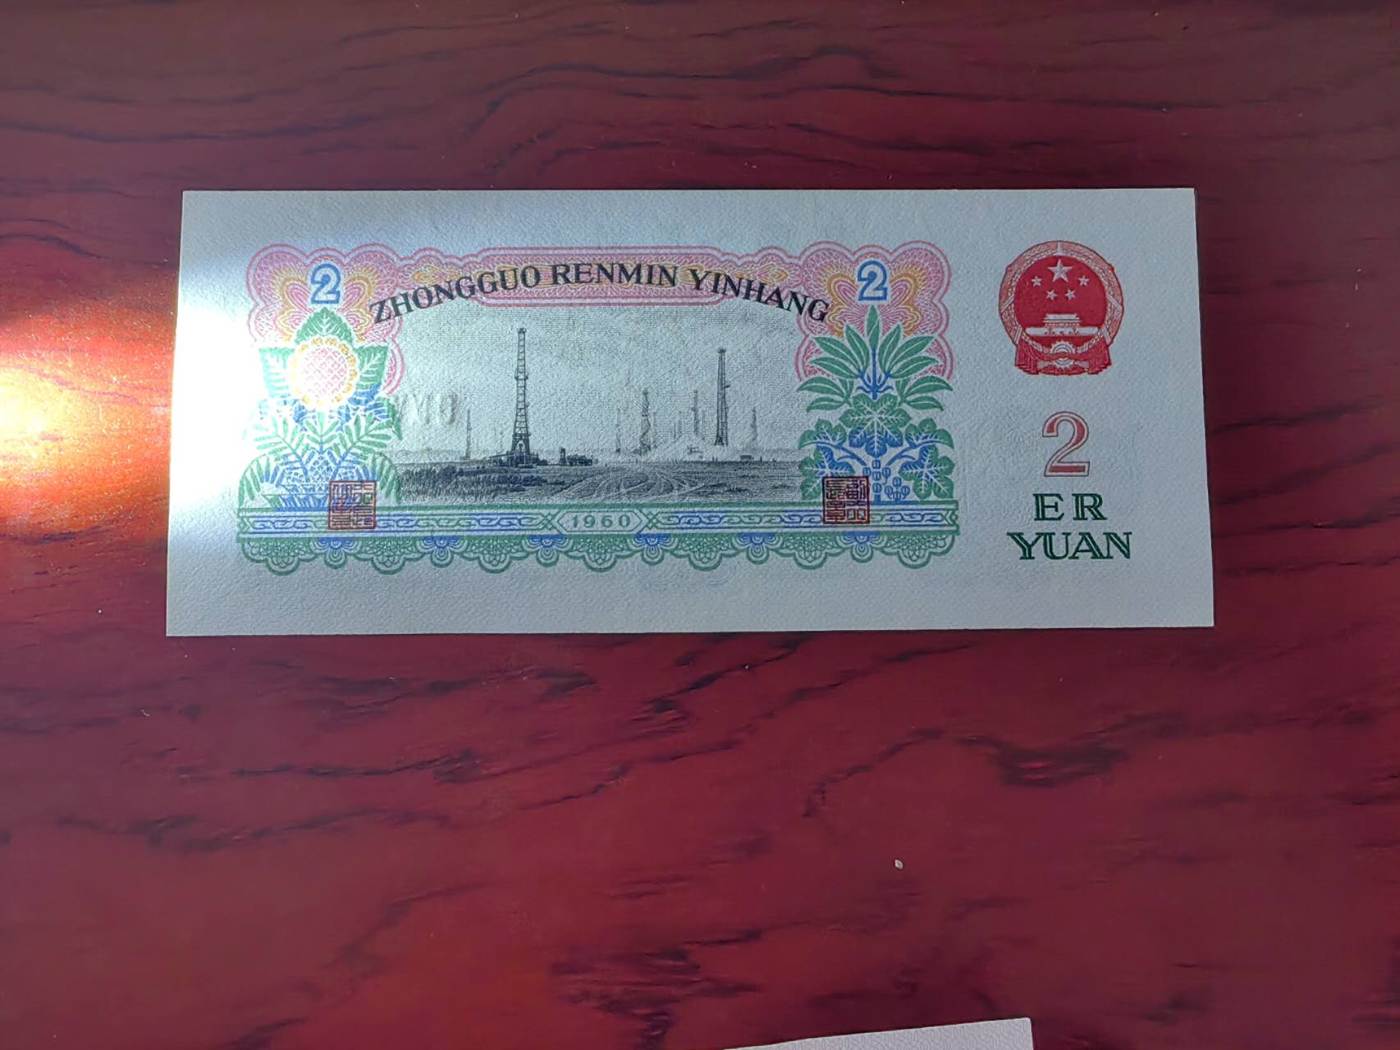 2
ZHONGGUO RENMIN YINHANG
2
1960
2
ER
YUAN